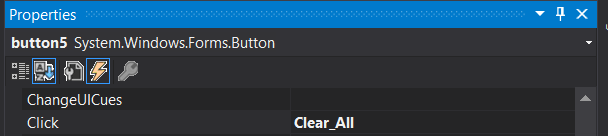 Properties
button5 System.Windows.Forms.Button
ChangeUICues
Click Clear_All